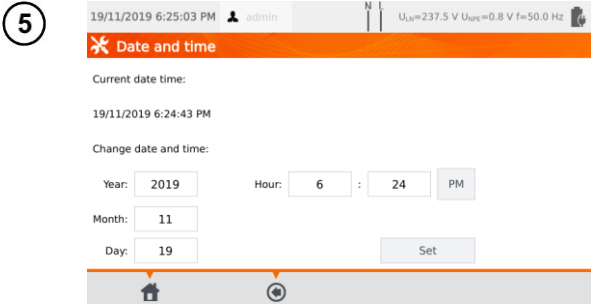 5
19/11/2019 6:25:03 PM admin N L ULN=237.5 V UNPE=0.8 V f=50.0 Hz
Date and time
Current date time:
19/11/2019 6:24:43 PM
Change date and time:
Year: 2019 Hour: 6 : 24 PM
Month: 11
Day: 19 Set